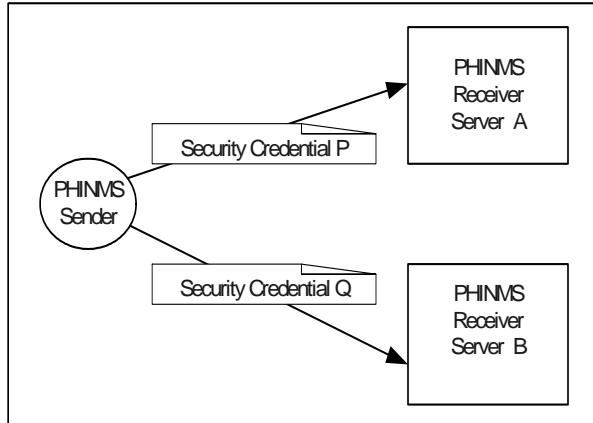 PHINMS
Receiver
Server A
Security Credential P
PHINMS
Sender
Security Credential Q
PHINMS
Receiver
Server B